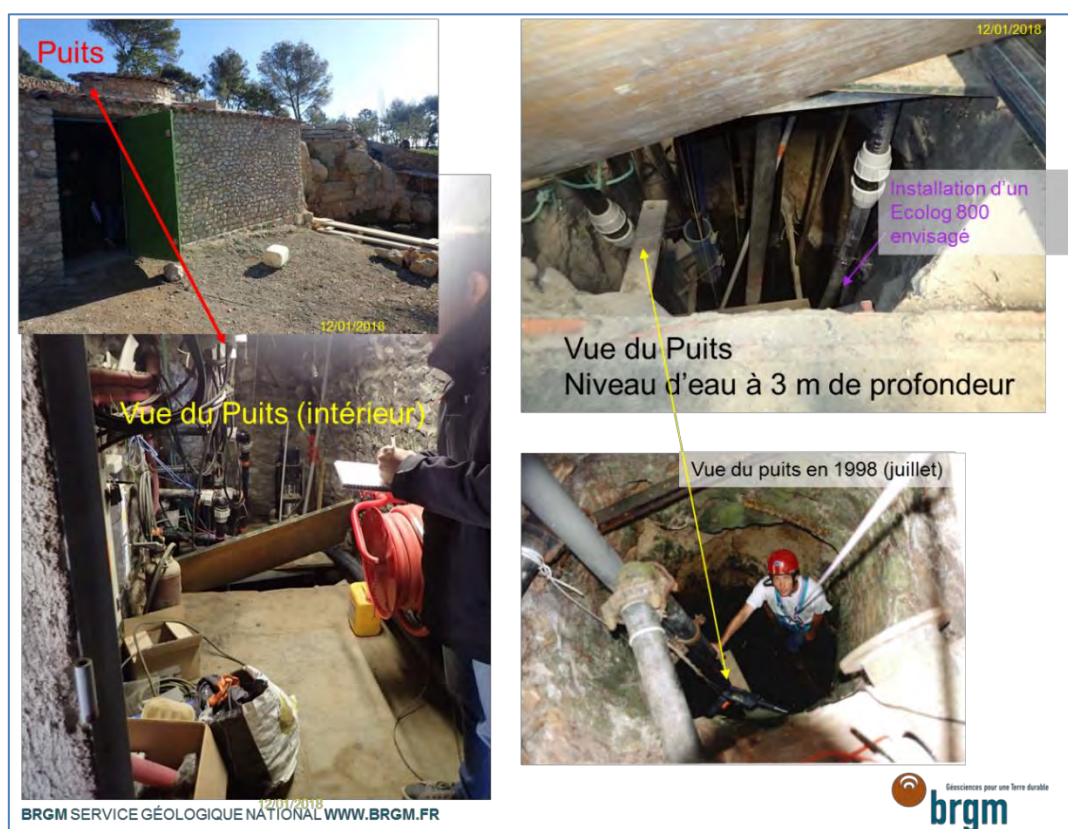 Puits
12/01/2018
Vue du Puits (intérieur)
12/01/2018
12/01/2018
Installation d'un
Ecolog 800
envisagé
Vue du Puits
Niveau d'eau à 3 m de profondeur
Vue du puits en 1998 (juillet)
BRGM SERVICE GÉOLOGIQUE NATIONAL WWW.BRGM.FR
Géosciences pour une Terre durable
brgm